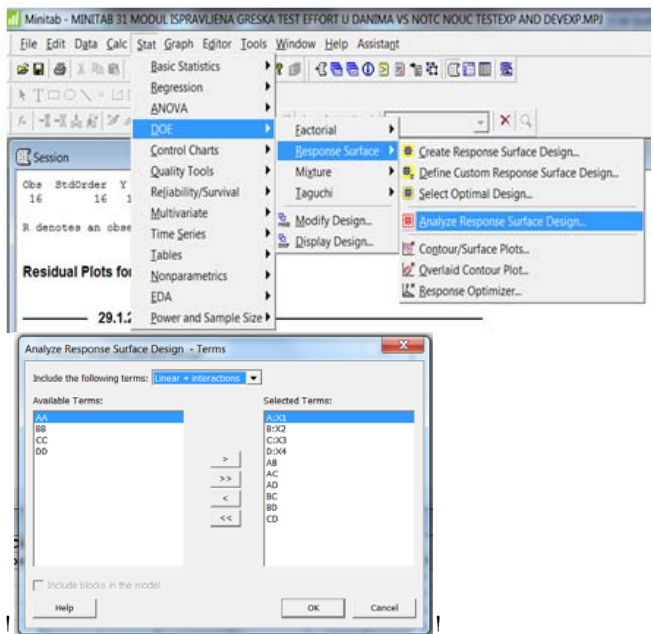 Minitab - MINITAB 31 MODUL ISPRAVLJENA GRESKA TEST EFFORT U DANIMA VS NOTC NOUC TESTEXP AND DEVEXP.MPJ
File Edit Data Calc Stat Graph Editor Tools Window Help Assistant
Basic Statistics
Regression
ANOVA
DOE
Control Charts
Quality Tools
Reliability/Survival
Multivariate
Time Series
Tables
Nonparametrics
EDA
Power and Sample Size
Factorial
Response Surface
Mixture
Taguchi
Modify Design...
Display Design...
Create Response Surface Design...
Define Custom Response Surface Design...
Select Optimal Design...
Analyze Response Surface Design...
Contour/Surface Plots...
Overlaid Contour Plot...
Response Optimizer...
Session
Obs StdOrder Y
16 16 1
R denotes an obse
Residual Plots fo
29.1.2
Analyze Response Surface Design - Terms
Include the following terms: Linear + interactions
Available Terms:
AA
BB
CC
DD
>
>>
<
<<
Selected Terms:
A:X1
B:X2
C:X3
D:X4
AB
AC
AD
BC
BD
CD
Include blocks in the model
Help
OK
Cancel